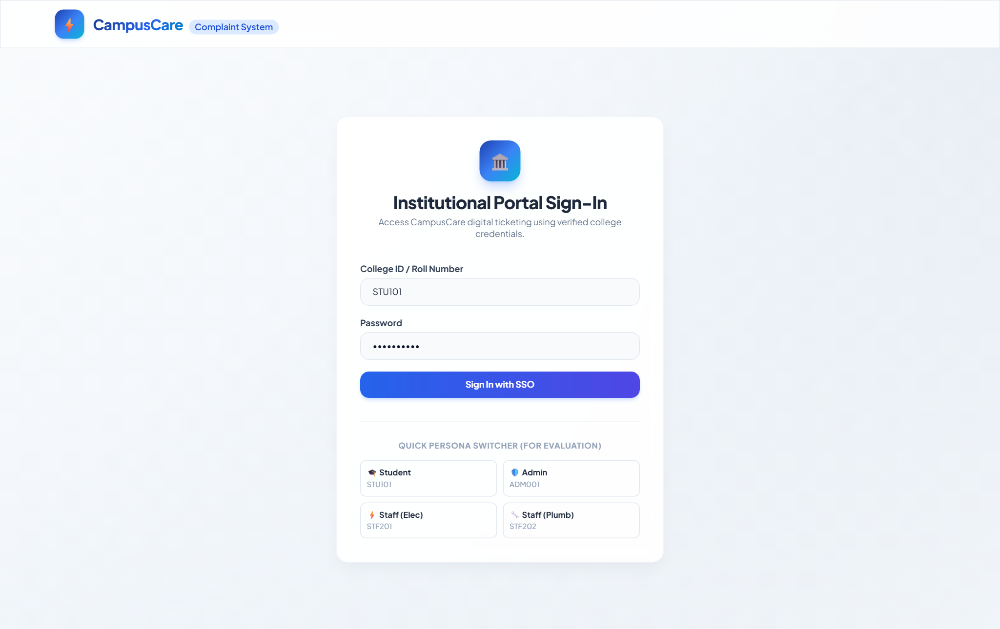 CampusCare Complaint System
Institutional Portal Sign-In
Access CampusCare digital ticketing using verified college
credentials.
College ID / Roll Number
STU101
Password
••••••••••
Sign In with SSO
QUICK PERSONA SWITCHER (FOR EVALUATION)
Student
STU101
Admin
ADM001
Staff (Elec)
STF201
Staff (Plumb)
STF202